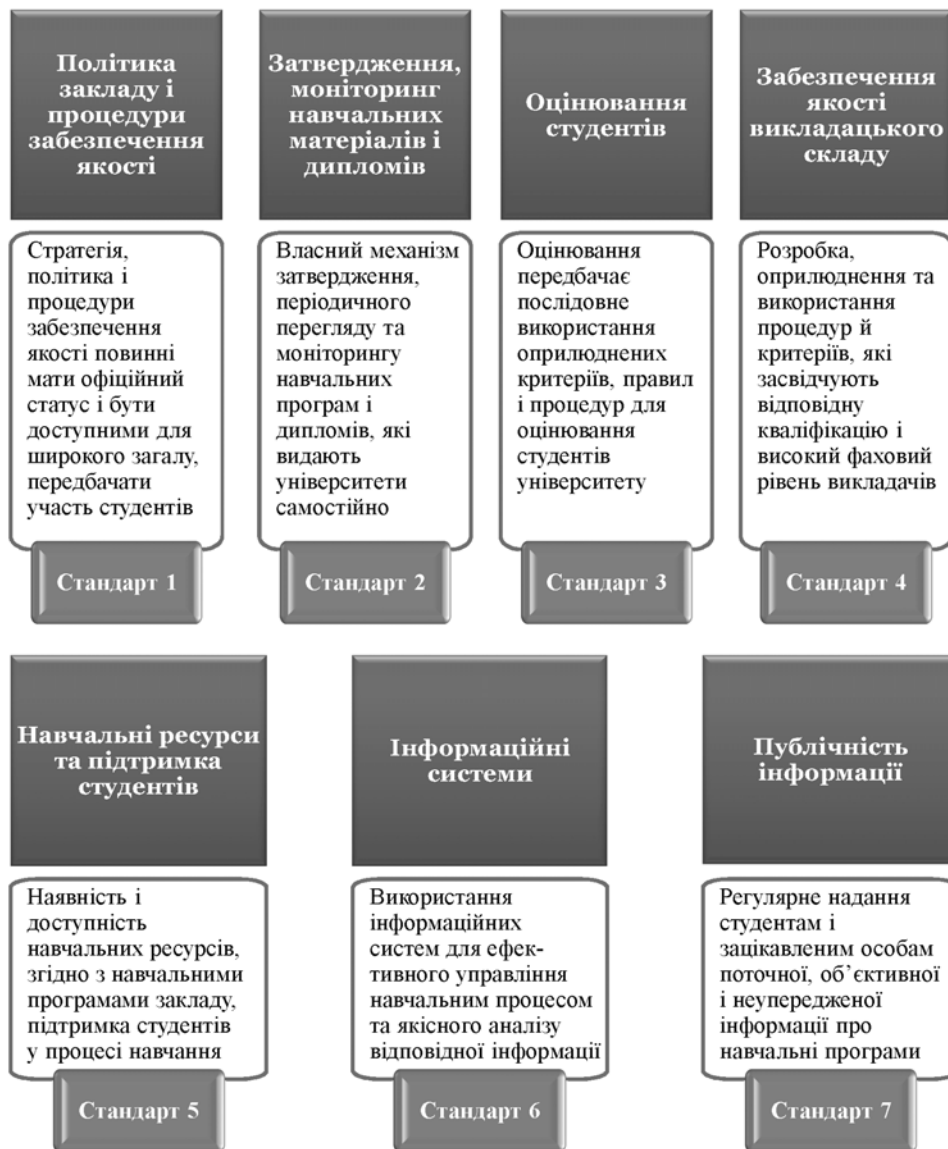 Політика
закладу і
процедури
забезпечення
якості
Стратегія,
політика і
процедури
забезпечення
якості повинні
мати офіційний
статус і бути
доступними для
широкого загалу,
передбачати
участь студентів
Стандарт 1
Затвердження,
моніторинг
навчальних
матеріалів і
дипломів
Власний механізм
затвердження,
періодичного
перегляду та
моніторингу
навчальних
програм і
дипломів, які
видають
університети
самостійно
Стандарт 2
Оцінювання
студентів
Оцінювання
передбачає
послідовне
використання
оприлюднених
критеріїв, правил
і процедур для
оцінювання
студентів
університету
Стандарт 3
Забезпечення
якості
викладацького
складу
Розробка,
оприлюднення та
використання
процедур й
критеріїв, які
засвідчують
відповідну
кваліфікацію і
високий фаховий
рівень викладачів
Стандарт 4
Навчальні ресурси
та підтримка
студентів
Наявність і
доступність
навчальних ресурсів,
згідно з навчальними
програмами закладу,
підтримка студентів
у процесі навчання
Стандарт 5
Інформаційні
системи
Використання
інформаційних
систем для ефек-
тивного управління
навчальним процесом
та якісного аналізу
відповідної інформації
Стандарт 6
Публічність
інформації
Регулярне надання
студентам і
зацікавленим особам
поточної, об’єктивної
і неупередженої
інформації про
навчальні програми
Стандарт 7